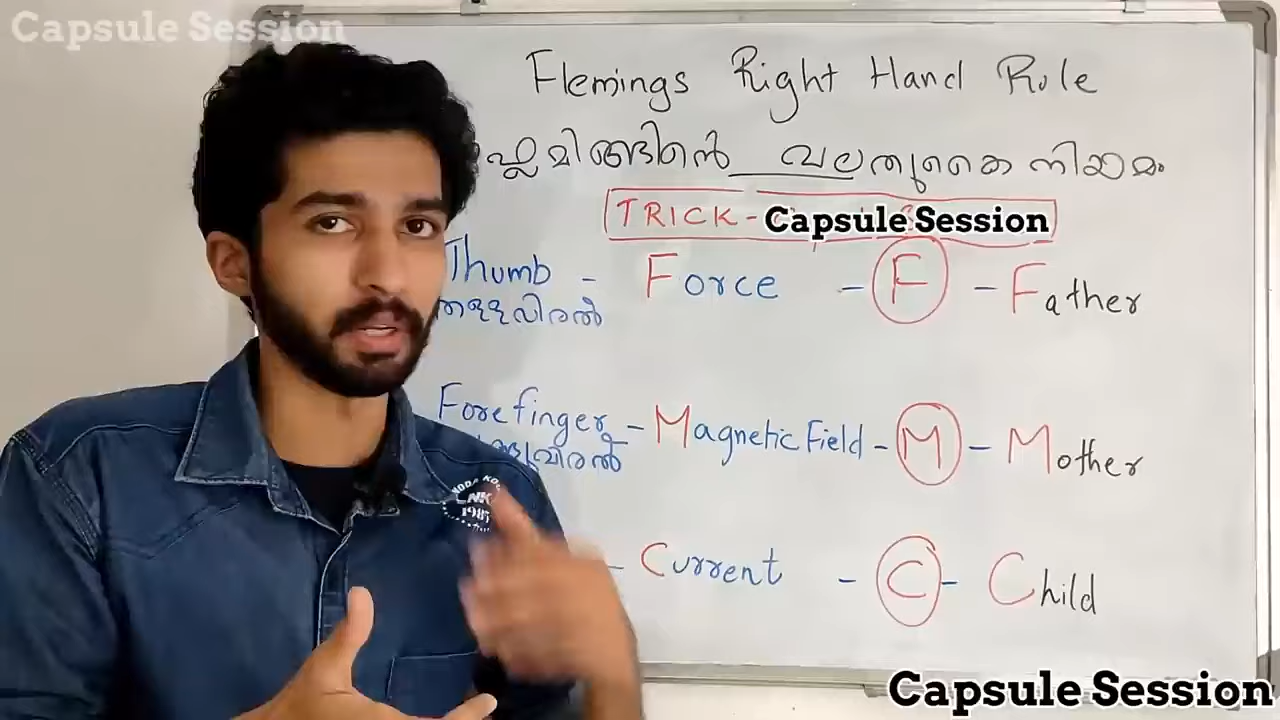 Capsule Session
Flemings Right Hand Rule
ഫ്ലമിങ്ങിന്റെ വലതുകൈ നിയമം
TRICK - Capsule Session
Thumb - Force - F - Father
തള്ളവിരൽ
Forefinger - Magnetic Field - M - Mother
NK
1987
- Current - C - Child
Capsule Session